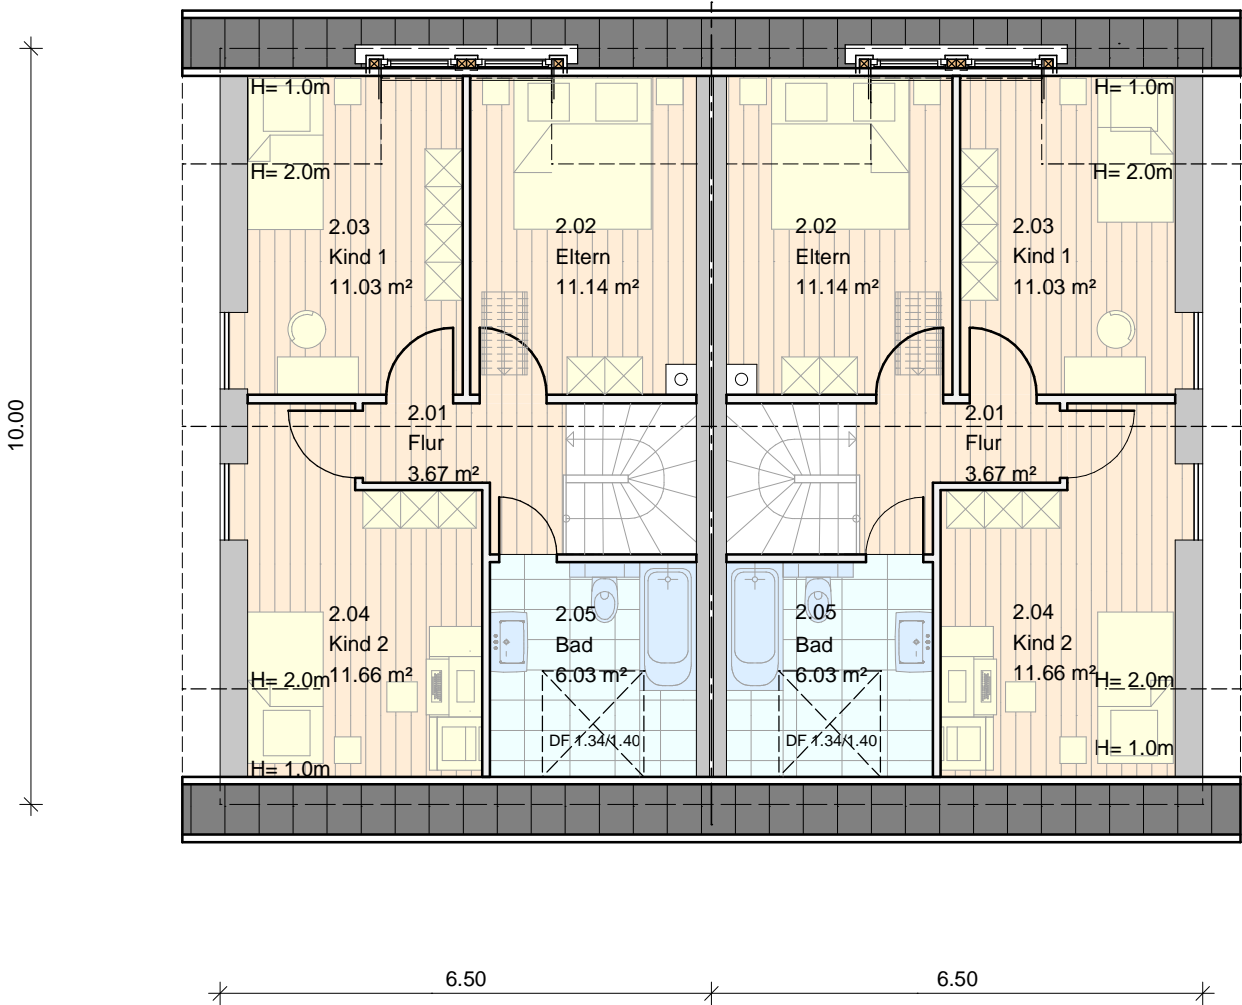 H= 1.0m
H= 1.0m
H= 2.0m
H= 2.0m
2.03
Kind 1
11.03 m²
2.02
Eltern
11.14 m²
2.02
Eltern
11.14 m²
2.03
Kind 1
11.03 m²
10.00
2.01
Flur
3.67 m²
2.01
Flur
3.67 m²
2.04
Kind 2
11.66 m²
2.05
Bad
6.03 m²
2.05
Bad
6.03 m²
2.04
Kind 2
11.66 m²
H= 2.0m
H= 2.0m
DF 1.34/1.40
DF 1.34/1.40
H= 1.0m
H= 1.0m
6.50
6.50